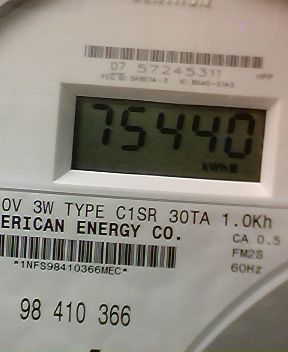 07 57245311
75440
kWh
0V 3W TYPE C1SR 30TA 1.0Kh
ERICAN ENERGY CO.
CA 0.5
FM2S
60Hz
*1NFS98410366MEC*
98 410 366